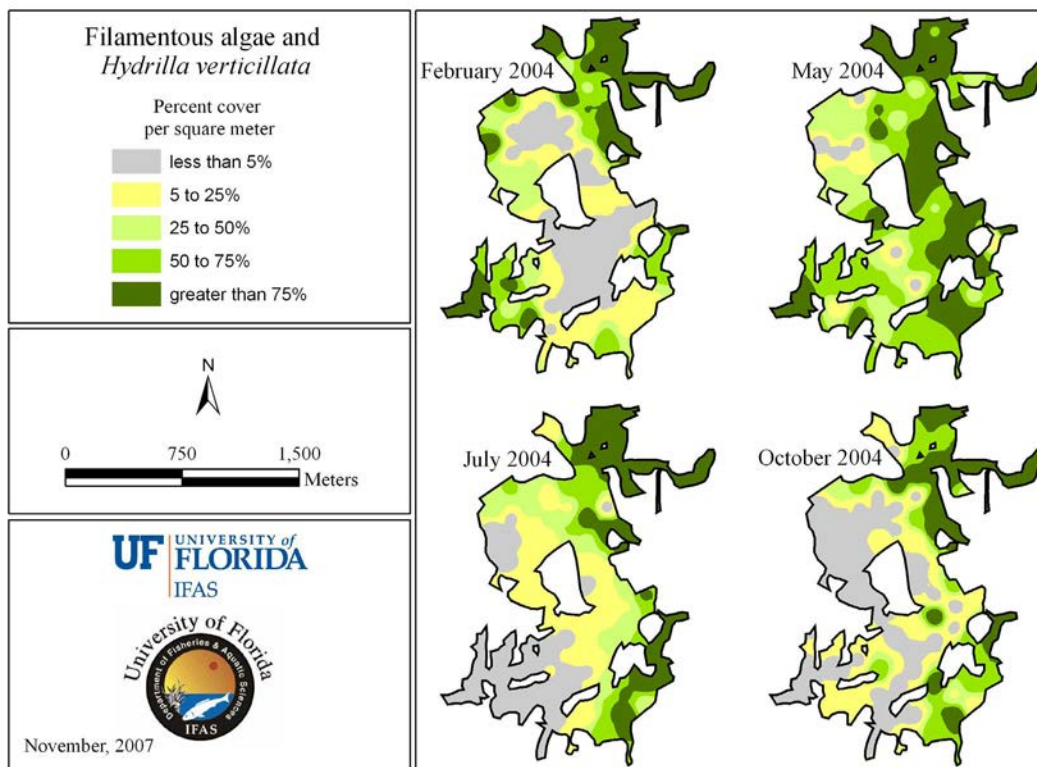 Filamentous algae and
Hydrilla verticillata
Percent cover
per square meter
less than 5%
5 to 25%
25 to 50%
50 to 75%
greater than 75%
N
0 750 1,500
Meters
UF UNIVERSITY of
FLORIDA
IFAS
University of Florida
Department of Fisheries & Aquatic Sciences
IFAS
November, 2007
February 2004
May 2004
July 2004
October 2004